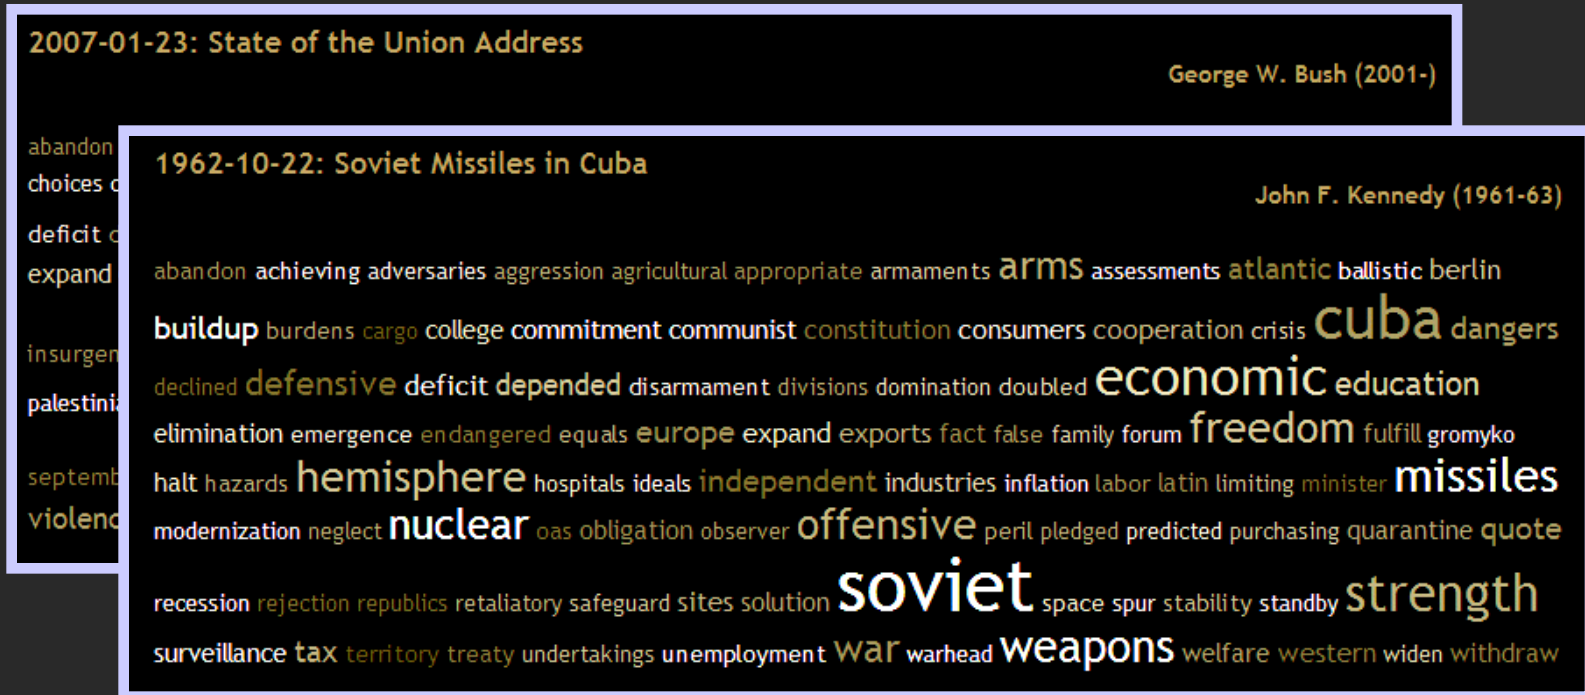 2007-01-23: State of the Union Address
George W. Bush (2001-)
abandon
choices
deficit
expand
violenc
1962-10-22: Soviet Missiles in Cuba
John F. Kennedy (1961-63)
abandon achieving adversaries aggression agricultural appropriate armaments arms assessments atlantic ballistic berlin
buildup burdens cargo college commitment communist constitution consumers cooperation crisis cuba dangers
declined defensive deficit depended disarmament divisions domination doubled economic education
elimination emergence endangered equals europe expand exports fact false family forum freedom fulfill gromyko
halt hazards hemisphere hospitals ideals independent industries inflation labor latin limiting minister missiles
modernization neglect nuclear oas obligation observer offensive peril pledged predicted purchasing quarantine quote
recession rejection republics retaliatory safeguard sites solution soviet space spur stability standby strength
surveillance tax territory treaty undertakings unemployment war warhead weapons welfare western widen withdraw